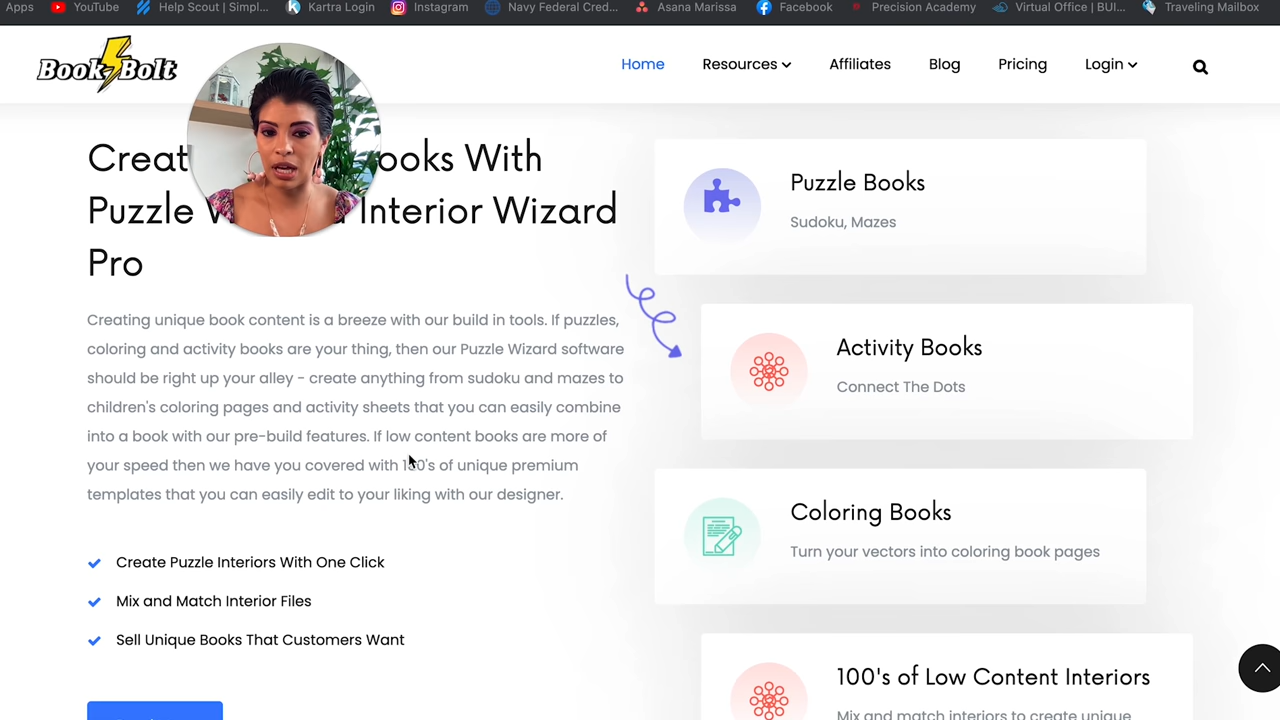 Apps YouTube Help Scout | Simpl... Kartra Login Instagram Navy Federal Cred... Asana Marissa Facebook Precision Academy Virtual Office | BUI... Traveling Mailbox
Book Bolt
Home Resources Affiliates Blog Pricing Login
Creat ooks With
Puzzle W Interior Wizard
Pro
Creating unique book content is a breeze with our build in tools. If puzzles,
coloring and activity books are your thing, then our Puzzle Wizard software
should be right up your alley - create anything from sudoku and mazes to
children's coloring pages and activity sheets that you can easily combine
into a book with our pre-build features. If low content books are more of
your speed then we have you covered with 100's of unique premium
templates that you can easily edit to your liking with our designer.
Create Puzzle Interiors With One Click
Mix and Match Interior Files
Sell Unique Books That Customers Want
Puzzle Books
Sudoku, Mazes
Activity Books
Connect The Dots
Coloring Books
Turn your vectors into coloring book pages
100's of Low Content Interiors
Mix and match interiors to create unique